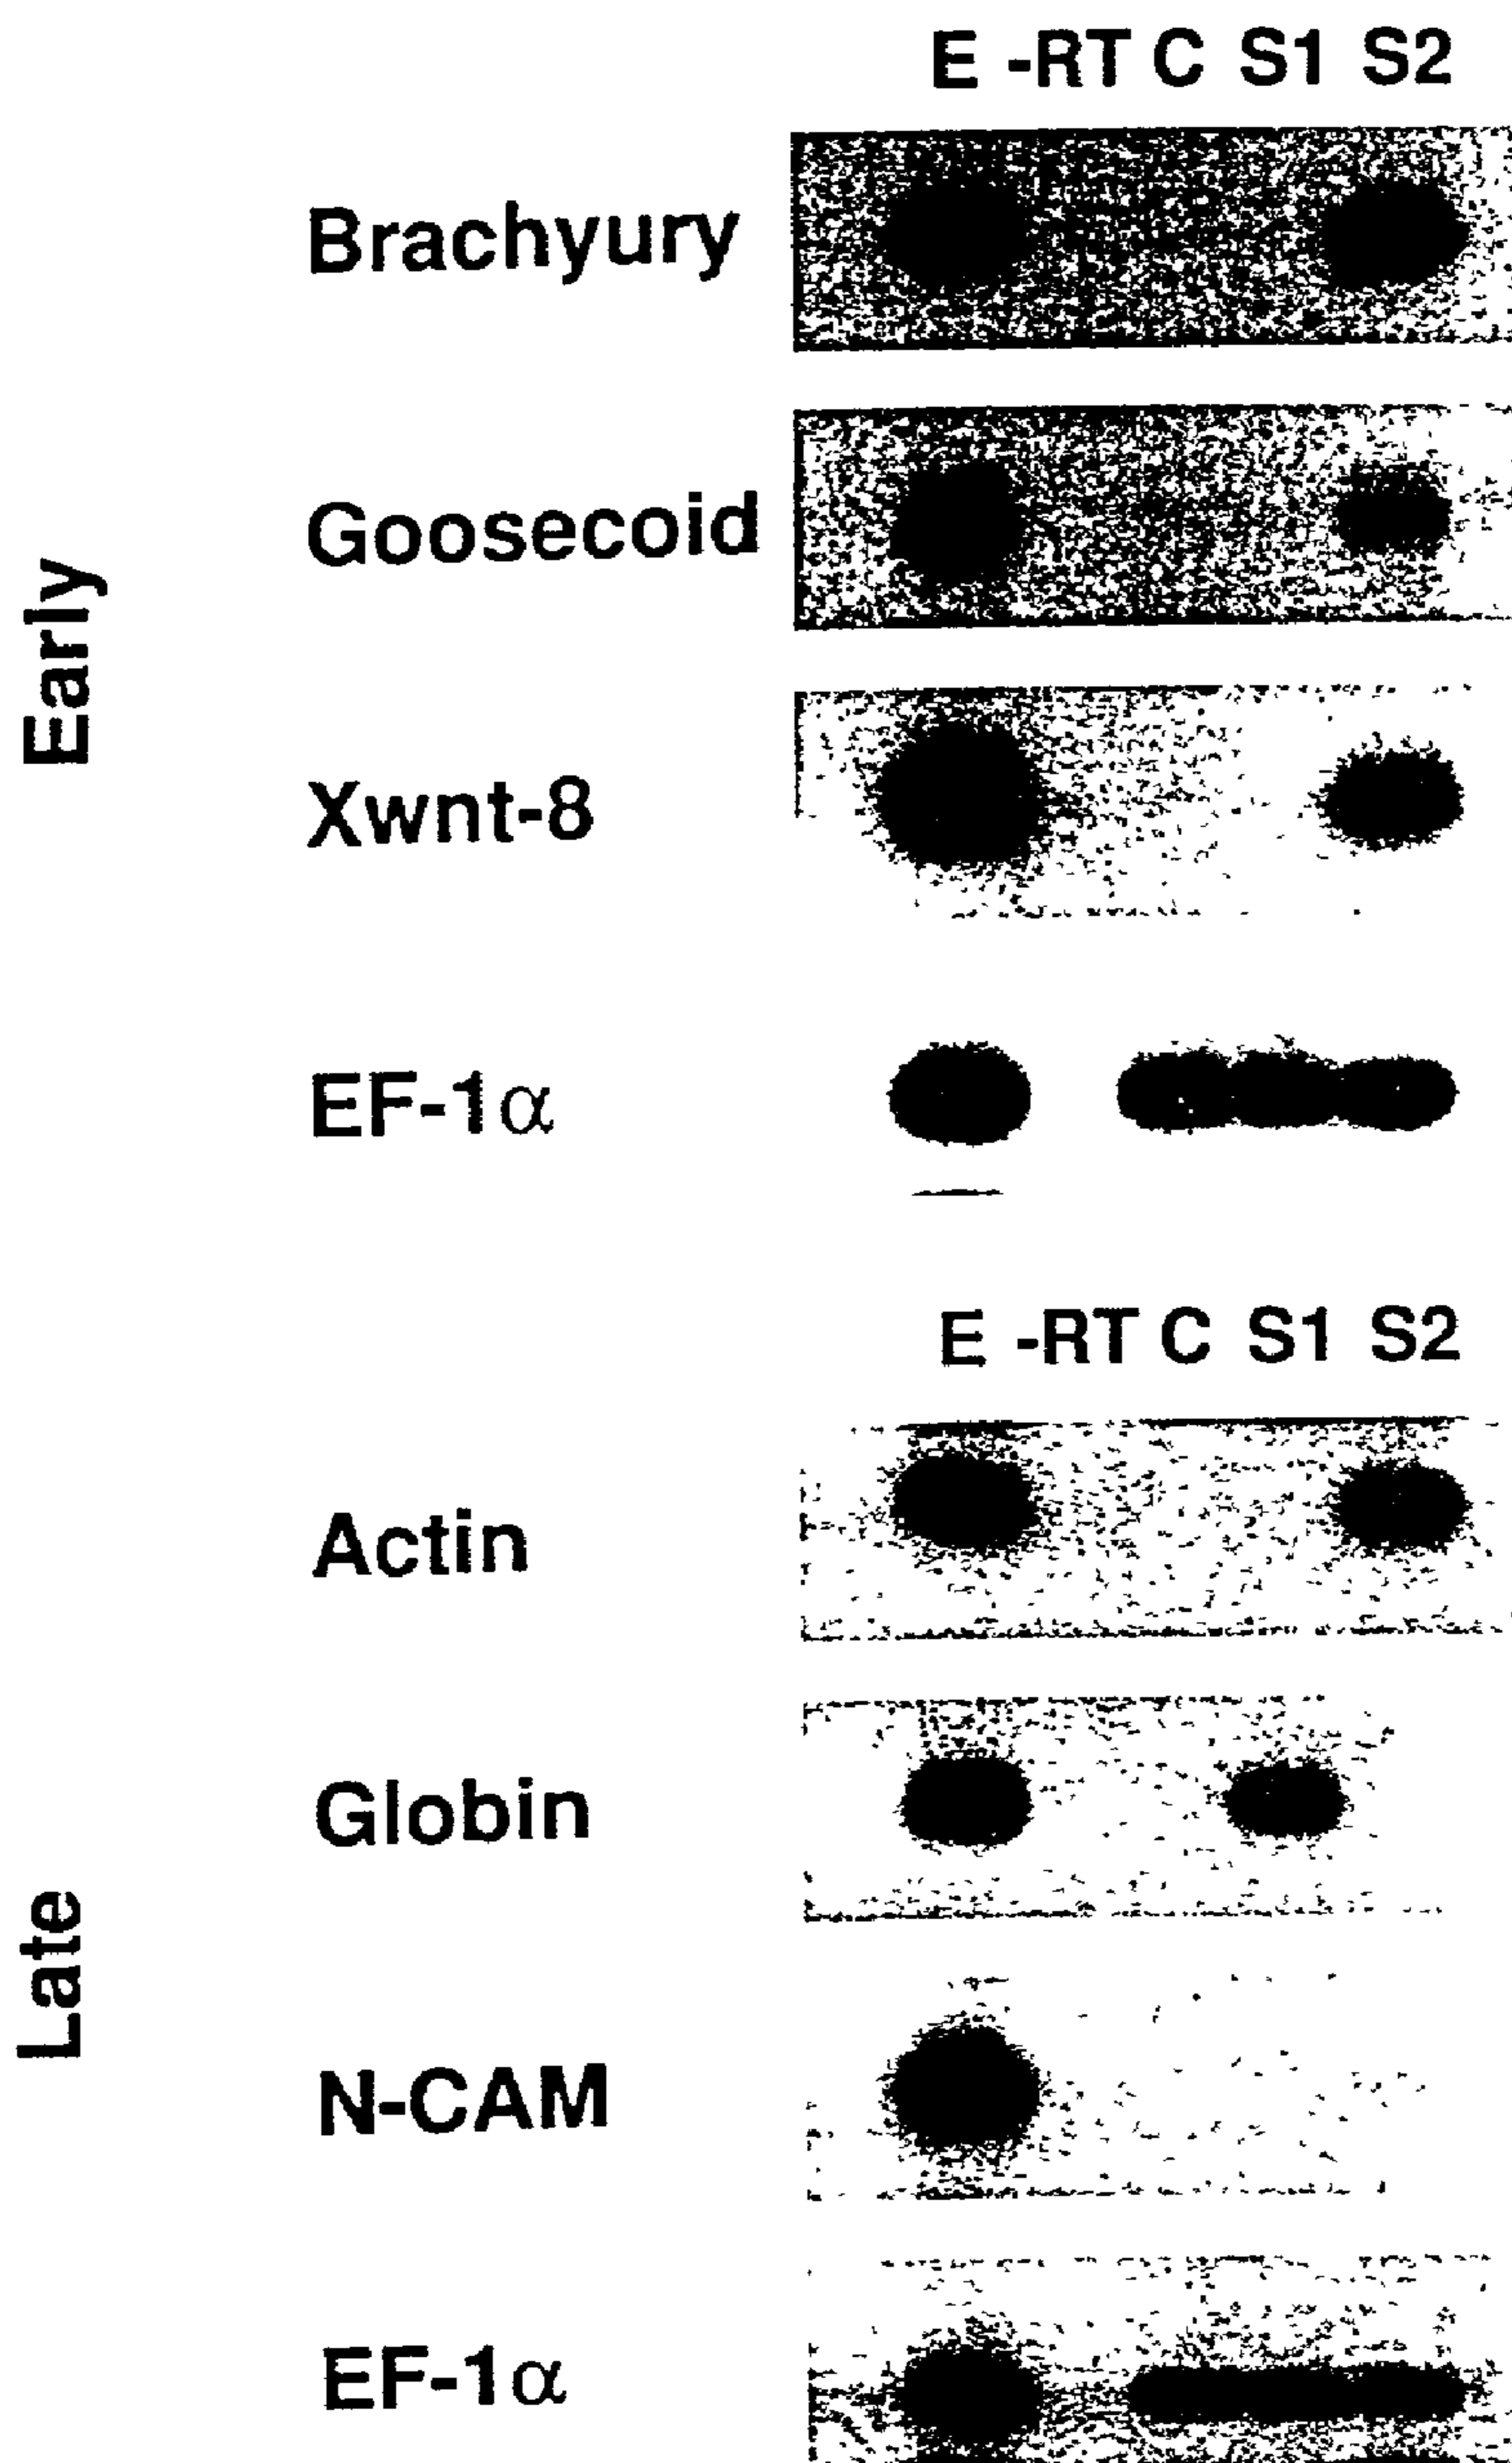 E -RT C S1 S2
Early
Brachyury
Goosecoid
Xwnt-8
EF-1α
E -RT C S1 S2
Late
Actin
Globin
N-CAM
EF-1α